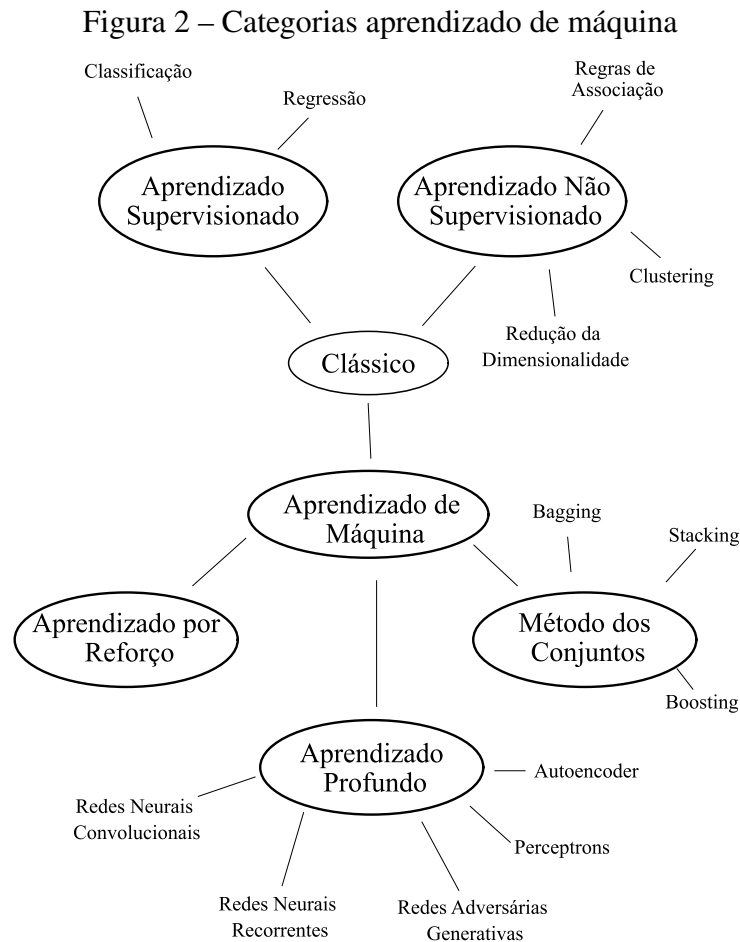 Figura 2 – Categorias aprendizado de máquina
Classificação
Regressão
Regras de
Associação
Aprendizado
Supervisionado
Aprendizado Não
Supervisionado
Clustering
Redução da
Dimensionalidade
Clássico
Aprendizado de
Máquina
Bagging
Stacking
Aprendizado por
Reforço
Método dos
Conjuntos
Boosting
Aprendizado
Profundo
Autoencoder
Redes Neurais
Convolucionais
Perceptrons
Redes Neurais
Recorrentes
Redes Adversárias
Generativas